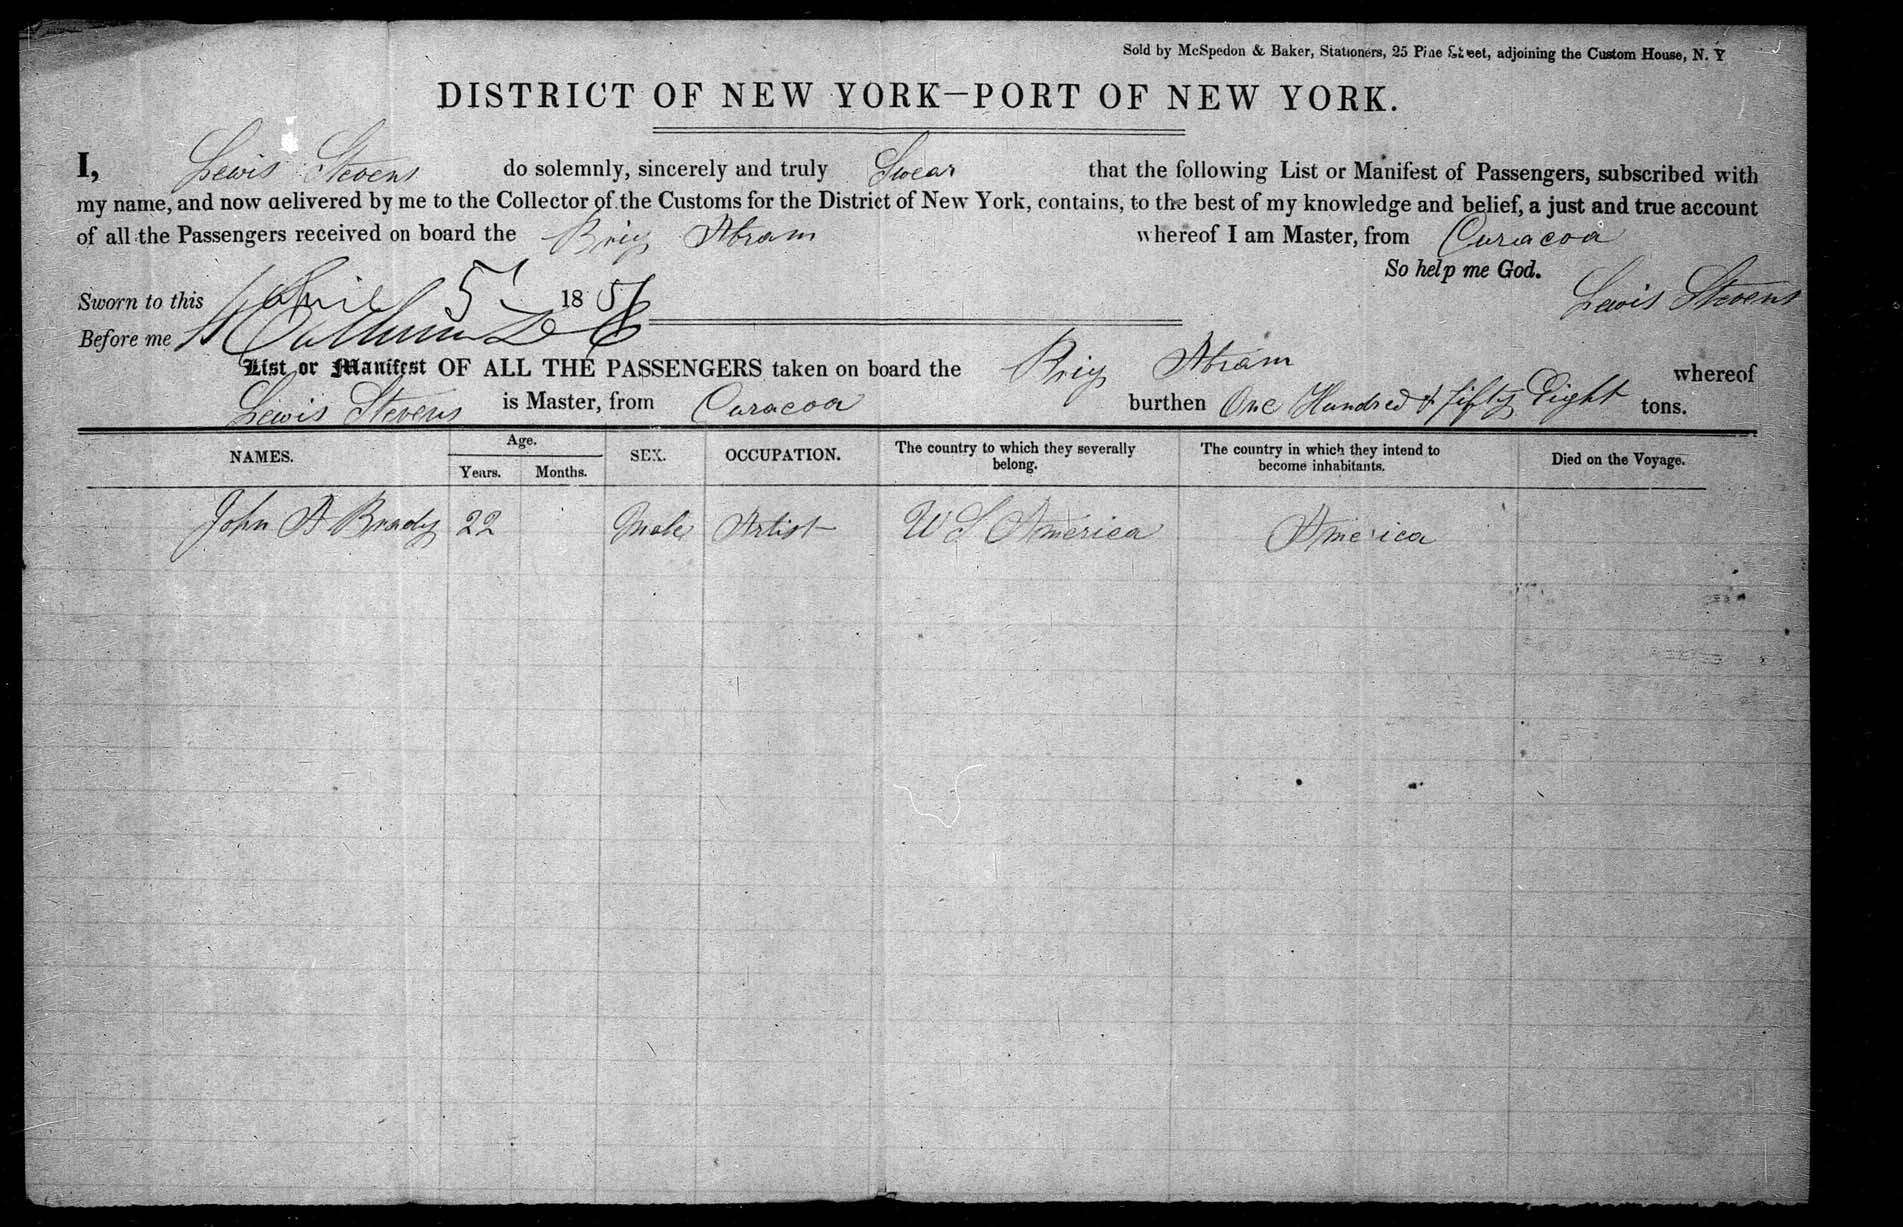 Sold by McSpedon & Baker, Stationers, 25 Pine Street, adjoining the Custom House, N. Y
DISTRICT OF NEW YORK—PORT OF NEW YORK.
I, Lewis Stevens do solemnly, sincerely and truly Swear that the following List or Manifest of Passengers, subscribed with
my name, and now delivered by me to the Collector of the Customs for the District of New York, contains, to the best of my knowledge and belief, a just and true account
of all the Passengers received on board the Brig Abram whereof I am Master, from Curacoa
So help me God.
Sworn to this April 5 1851 Lewis Stevens
Before me
List or Manifest OF ALL THE PASSENGERS taken on board the Brig Abram whereof
Lewis Stevens is Master, from Curacoa burthen One Hundred & Fifty Eight tons.
NAMES. Age. Years. Months. SEX. OCCUPATION. The country to which they severally belong. The country in which they intend to become inhabitants. Died on the Voyage.
John A Brady 22 Male Artist U S America America